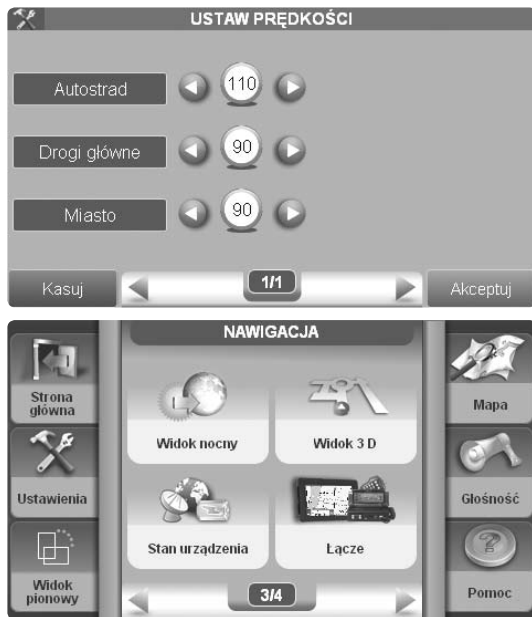 USTAW PRĘDKOŚCI
Autostrad
110
Drogi główne
90
Miasto
90
Kasuj
1/1
Akceptuj
NAWIGACJA
Strona
główna
Widok nocny
Widok 3 D
Mapa
Ustawienia
Stan urządzenia
Łącze
Głośność
Widok
pionowy
3/4
Pomoc